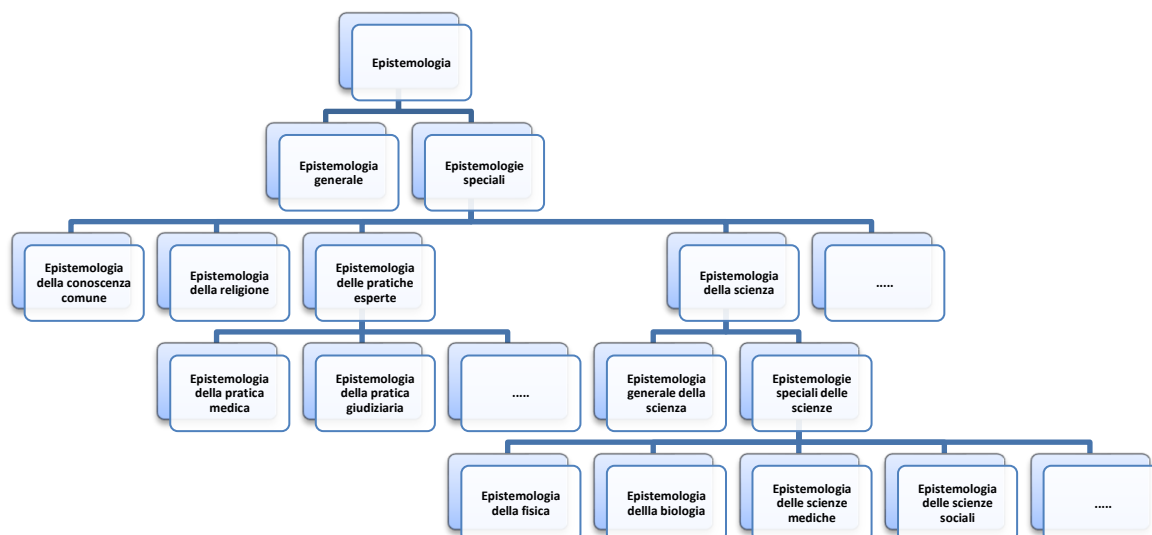 Epistemologia
Epistemologia
generale
Epistemologie
speciali
Epistemologia
della conoscenza
comune
Epistemologia
della religione
Epistemologia
delle pratiche
esperte
Epistemologia
della scienza
.....
Epistemologia
della pratica
medica
Epistemologia
della pratica
giudiziaria
.....
Epistemologia
generale della
scienza
Epistemologie
speciali delle
scienze
Epistemologia
della fisica
Epistemologia
dellla biologia
Epistemologia
delle scienze
mediche
Epistemologia
delle scienze
sociali
.....